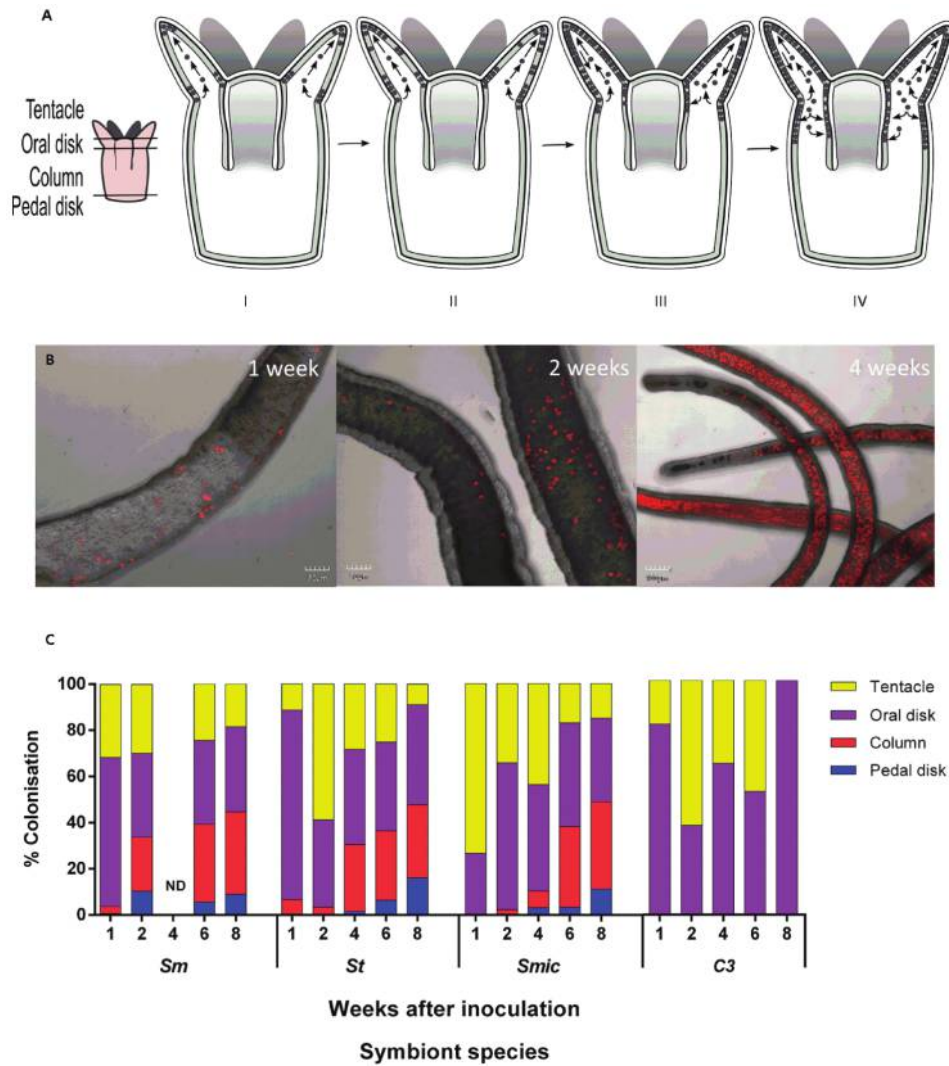 A
Tentacle
Oral disk
Column
Pedal disk
I II III IV
B
1 week
2 weeks
4 weeks
C
% Colonisation
100
80
60
40
20
0
ND
1 2 4 6 8 1 2 4 6 8 1 2 4 6 8 1 2 4 6 8
Sm St Smic C3
Weeks after inoculation
Symbiont species
Tentacle
Oral disk
Column
Pedal disk